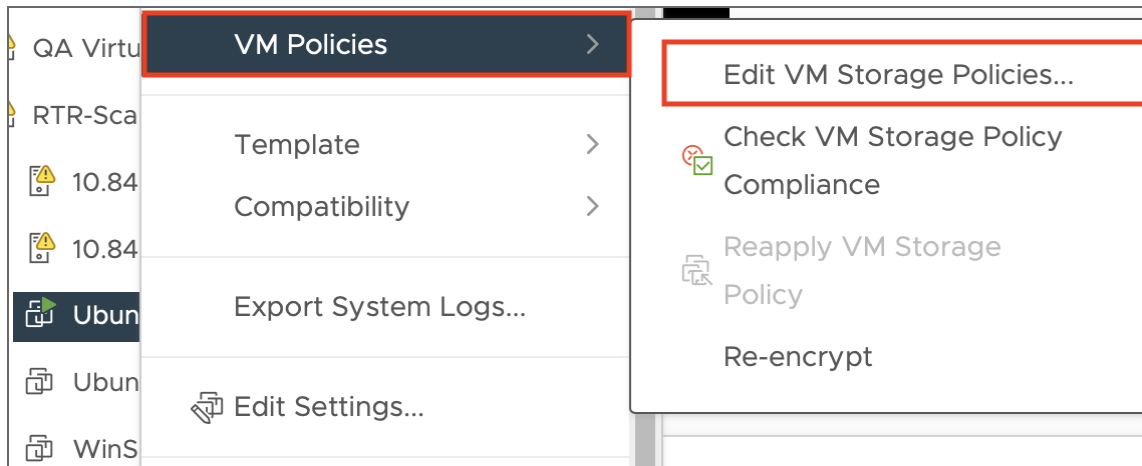 QA Virtu
RTR-Sca
10.84
10.84
Ubun
Ubun
WinS
VM Policies
Template
Compatibility
Export System Logs...
Edit Settings...
Edit VM Storage Policies...
Check VM Storage Policy
Compliance
Reapply VM Storage
Policy
Re-encrypt